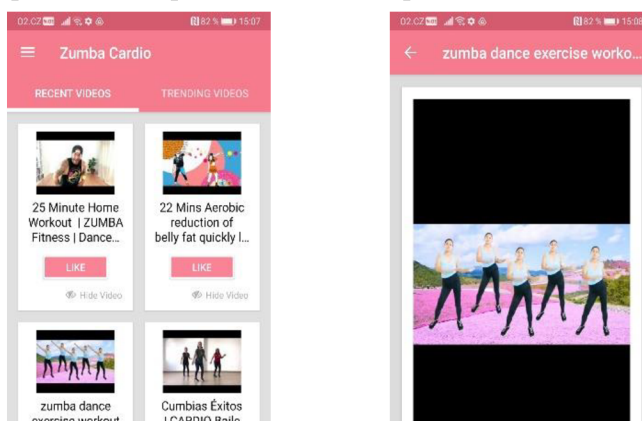 02.CZ 82 % 15:07
Zumba Cardio
RECENT VIDEOS TRENDING VIDEOS
25 Minute Home
Workout | ZUMBA
Fitness | Dance...
LIKE
Hide Video
22 Mins Aerobic
reduction of
belly fat quickly l...
LIKE
Hide Video
zumba dance
exercise workout
Cumbias Éxitos
| CARDIO Baile
02.CZ 82 % 15:08
zumba dance exercise worko...